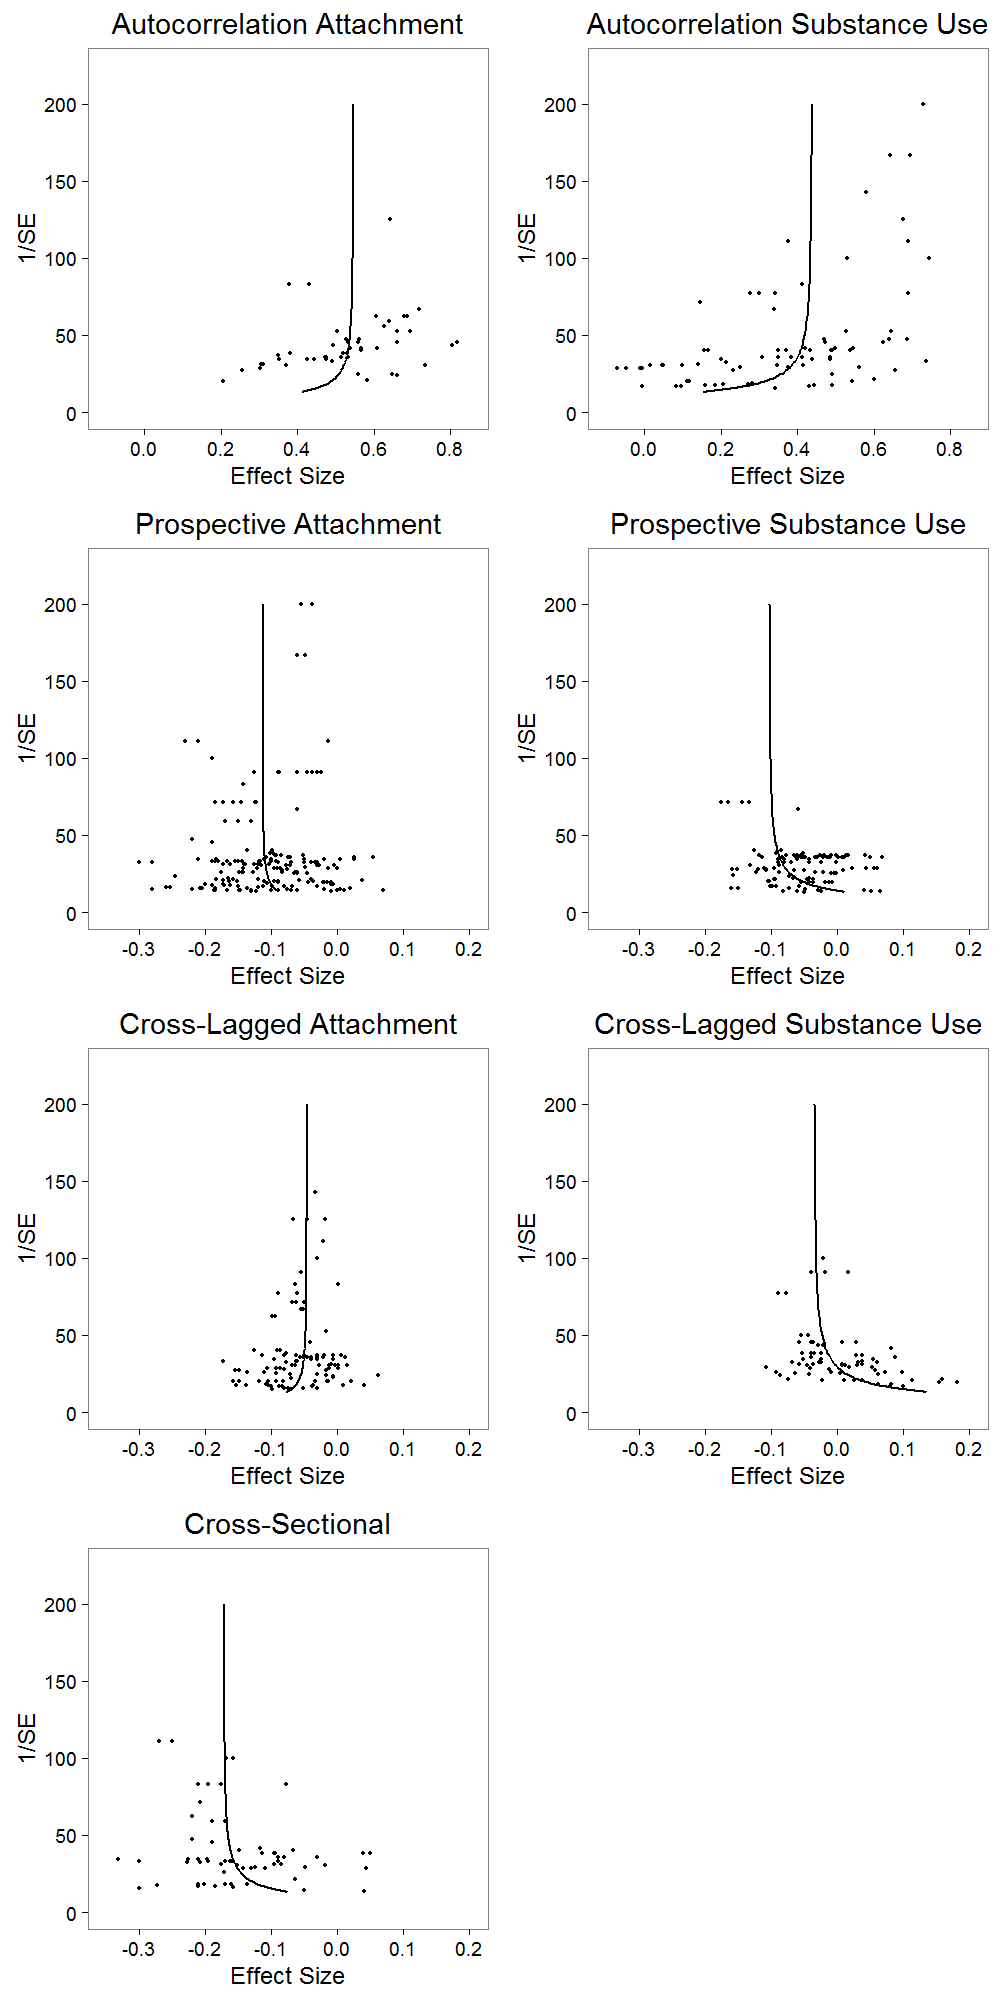 Autocorrelation Attachment
200
150
100
50
0
1/SE
0.0 0.2 0.4 0.6 0.8
Effect Size
Autocorrelation Substance Use
200
150
100
50
0
1/SE
0.0 0.2 0.4 0.6 0.8
Effect Size
Prospective Attachment
200
150
100
50
0
1/SE
-0.3 -0.2 -0.1 0.0 0.1 0.2
Effect Size
Prospective Substance Use
200
150
100
50
0
1/SE
-0.3 -0.2 -0.1 0.0 0.1 0.2
Effect Size
Cross-Lagged Attachment
200
150
100
50
0
1/SE
-0.3 -0.2 -0.1 0.0 0.1 0.2
Effect Size
Cross-Lagged Substance Use
200
150
100
50
0
1/SE
-0.3 -0.2 -0.1 0.0 0.1 0.2
Effect Size
Cross-Sectional
200
150
100
50
0
1/SE
-0.3 -0.2 -0.1 0.0 0.1 0.2
Effect Size